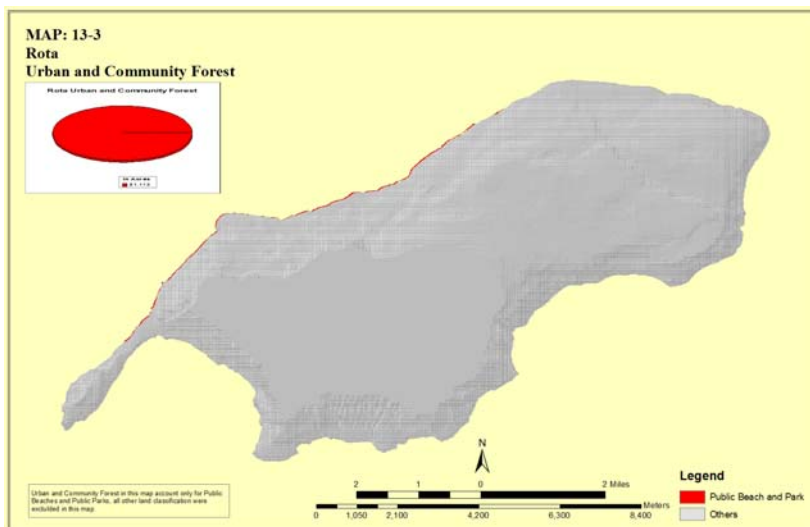 MAP: 13-3
Rota
Urban and Community Forest
Rota Urban and Community Forest
N
2 1 0 2 Miles
Meters
0 1,050 2,100 4,200 6,300 8,400
Urban and Community Forest in this map account only for Public
Beaches and Public Parks, all other land classification were
exclulded in this map.
Legend
Public Beach and Park
Others